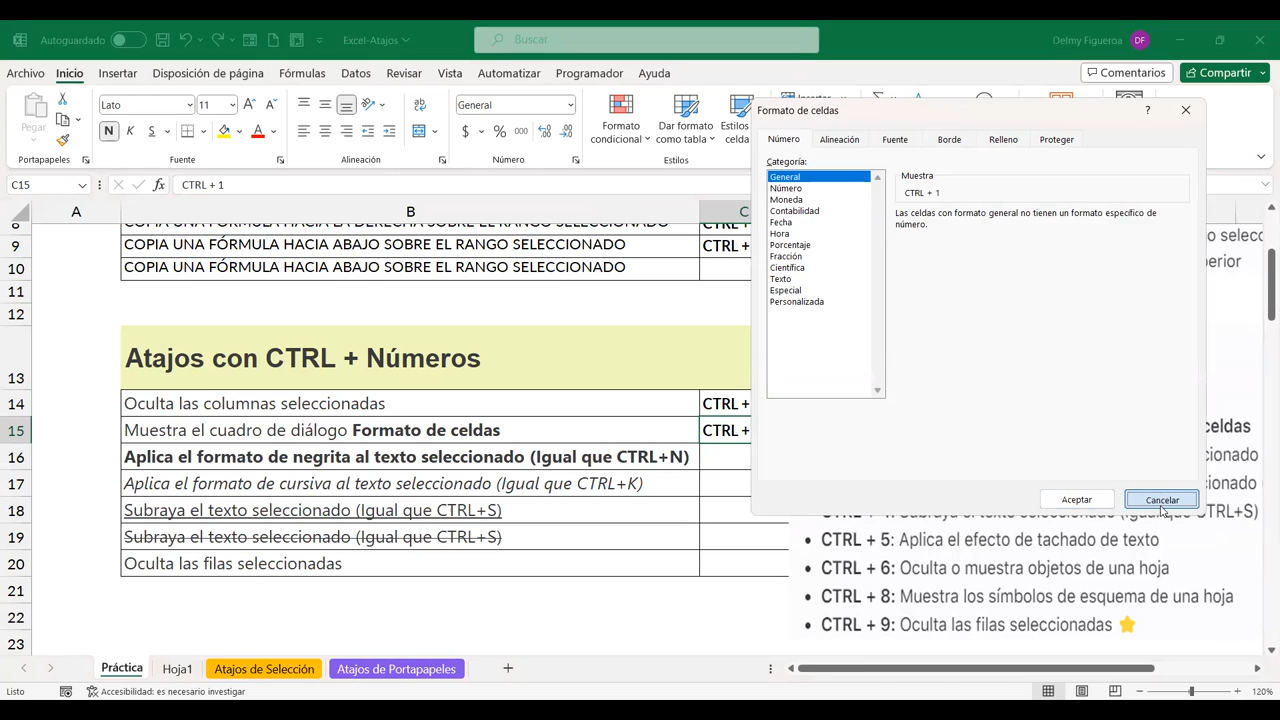 Autoguardado
Excel-Atajos
Buscar
Delmy Figueroa
DF
Archivo Inicio Insertar Disposición de página Fórmulas Datos Revisar Vista Automatizar Programador Ayuda
Comentarios
Compartir
Pegar
Lato
11
N K S
General
$ % 000
Formato
condicional
Dar formato
como tabla
Estilos
celdas
Portapapeles
Fuente
Alineación
Número
Estilos
C15
fx
CTRL + 1
A B C
9 COPIA UNA FÓRMULA HACIA ABAJO SOBRE EL RANGO SELECCIONADO CTRL +
10 COPIA UNA FÓRMULA HACIA ABAJO SOBRE EL RANGO SELECCIONADO
11
12
13 Atajos con CTRL + Números
14 Oculta las columnas seleccionadas CTRL +
15 Muestra el cuadro de diálogo Formato de celdas CTRL +
16 Aplica el formato de negrita al texto seleccionado (Igual que CTRL+N)
17 Aplica el formato de cursiva al texto seleccionado (Igual que CTRL+K)
18 Subraya el texto seleccionado (Igual que CTRL+S)
19 Subraya el texto seleccionado (Igual que CTRL+S)
20 Oculta las filas seleccionadas
21
22
23
Formato de celdas
?
Número Alineación Fuente Borde Relleno Proteger
Categoría:
General
Número
Moneda
Contabilidad
Fecha
Hora
Porcentaje
Fracción
Científica
Texto
Especial
Personalizada
Muestra
CTRL + 1
Las celdas con formato general no tienen un formato específico de
número.
Aceptar
Cancelar
perior
celdas
cionado
cionado (
CTRL+S)
• CTRL + 5: Aplica el efecto de tachado de texto
• CTRL + 6: Oculta o muestra objetos de una hoja
• CTRL + 8: Muestra los símbolos de esquema de una hoja
• CTRL + 9: Oculta las filas seleccionadas
Práctica Hoja1 Atajos de Selección Atajos de Portapapeles
Listo
Accesibilidad: es necesario investigar
120%